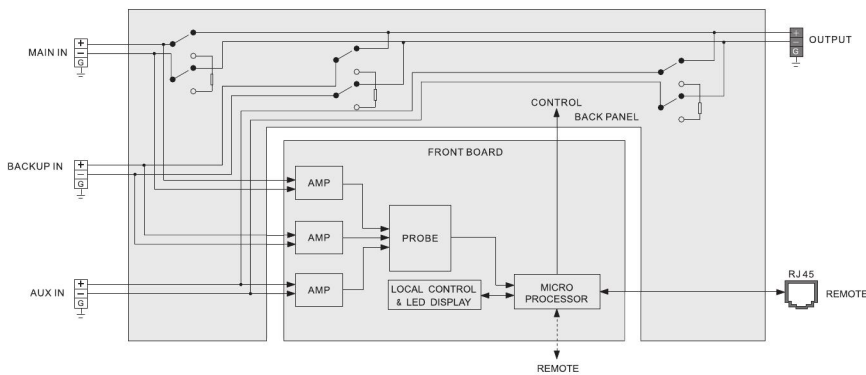 MAIN IN
+
−
G
+
−
G
OUTPUT
CONTROL
BACK PANEL
BACKUP IN
+
−
G
FRONT BOARD
AMP
AMP
PROBE
AUX IN
+
−
G
AMP
LOCAL CONTROL
& LED DISPLAY
MICRO
PROCESSOR
RJ45
REMOTE
REMOTE